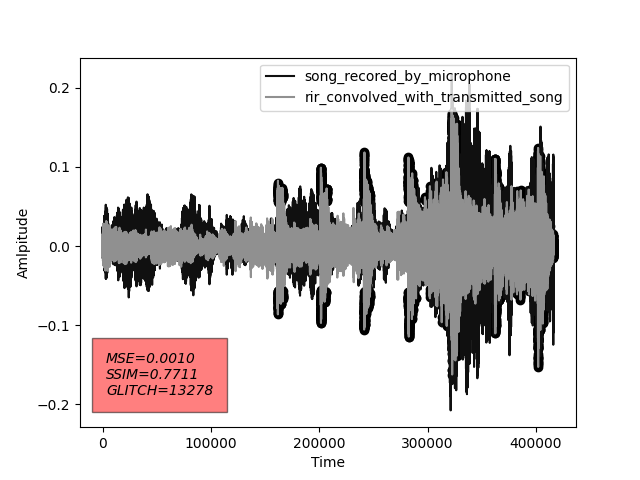 song_recored_by_microphone
rir_convolved_with_transmitted_song
0.2
0.1
0.0
−0.1
−0.2
Amlpitude
MSE=0.0010
SSIM=0.7711
GLITCH=13278
0 100000 200000 300000 400000
Time